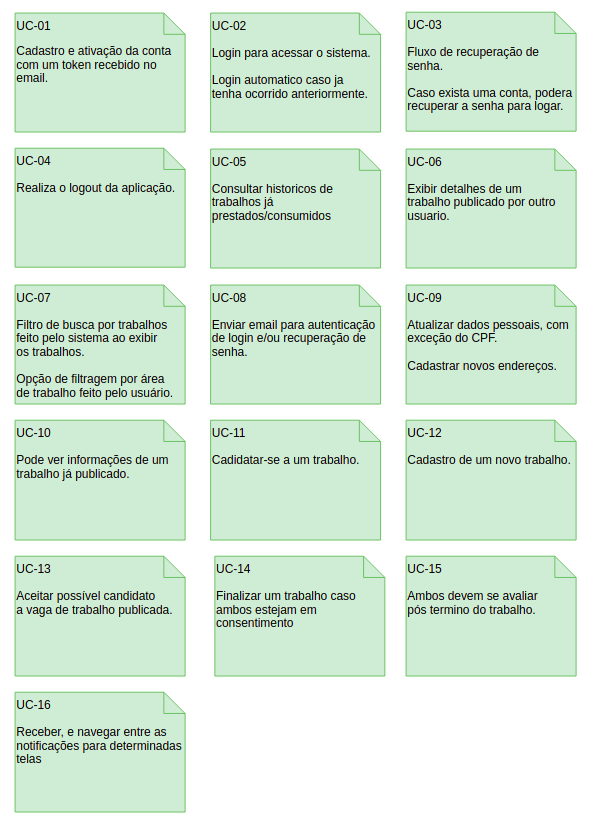 UC-01
Cadastro e ativação da conta
com um token recebido no
email.
UC-02
Login para acessar o sistema.
Login automatico caso ja
tenha ocorrido anteriormente.
UC-03
Fluxo de recuperação de
senha.
Caso exista uma conta, podera
recuperar a senha para logar.
UC-04
Realiza o logout da aplicação.
UC-05
Consultar historicos de
trabalhos já
prestados/consumidos
UC-06
Exibir detalhes de um
trabalho publicado por outro
usuario.
UC-07
Filtro de busca por trabalhos
feito pelo sistema ao exibir
os trabalhos.
Opção de filtragem por área
de trabalho feito pelo usuário.
UC-08
Enviar email para autenticação
de login e/ou recuperação de
senha.
UC-09
Atualizar dados pessoais, com
exceção do CPF.
Cadastrar novos endereços.
UC-10
Pode ver informações de um
trabalho já publicado.
UC-11
Cadidatar-se a um trabalho.
UC-12
Cadastro de um novo trabalho.
UC-13
Aceitar possível candidato
a vaga de trabalho publicada.
UC-14
Finalizar um trabalho caso
ambos estejam em
consentimento
UC-15
Ambos devem se avaliar
pós termino do trabalho.
UC-16
Receber, e navegar entre as
notificações para determinadas
telas